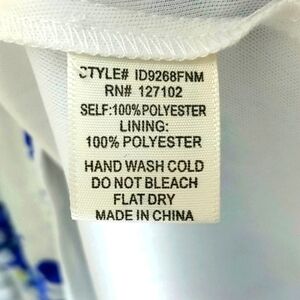 STYLE# ID9268FNM
RN# 127102
SELF:100%POLYESTER
LINING:
100% POLYESTER
HAND WASH COLD
DO NOT BLEACH
FLAT DRY
MADE IN CHINA